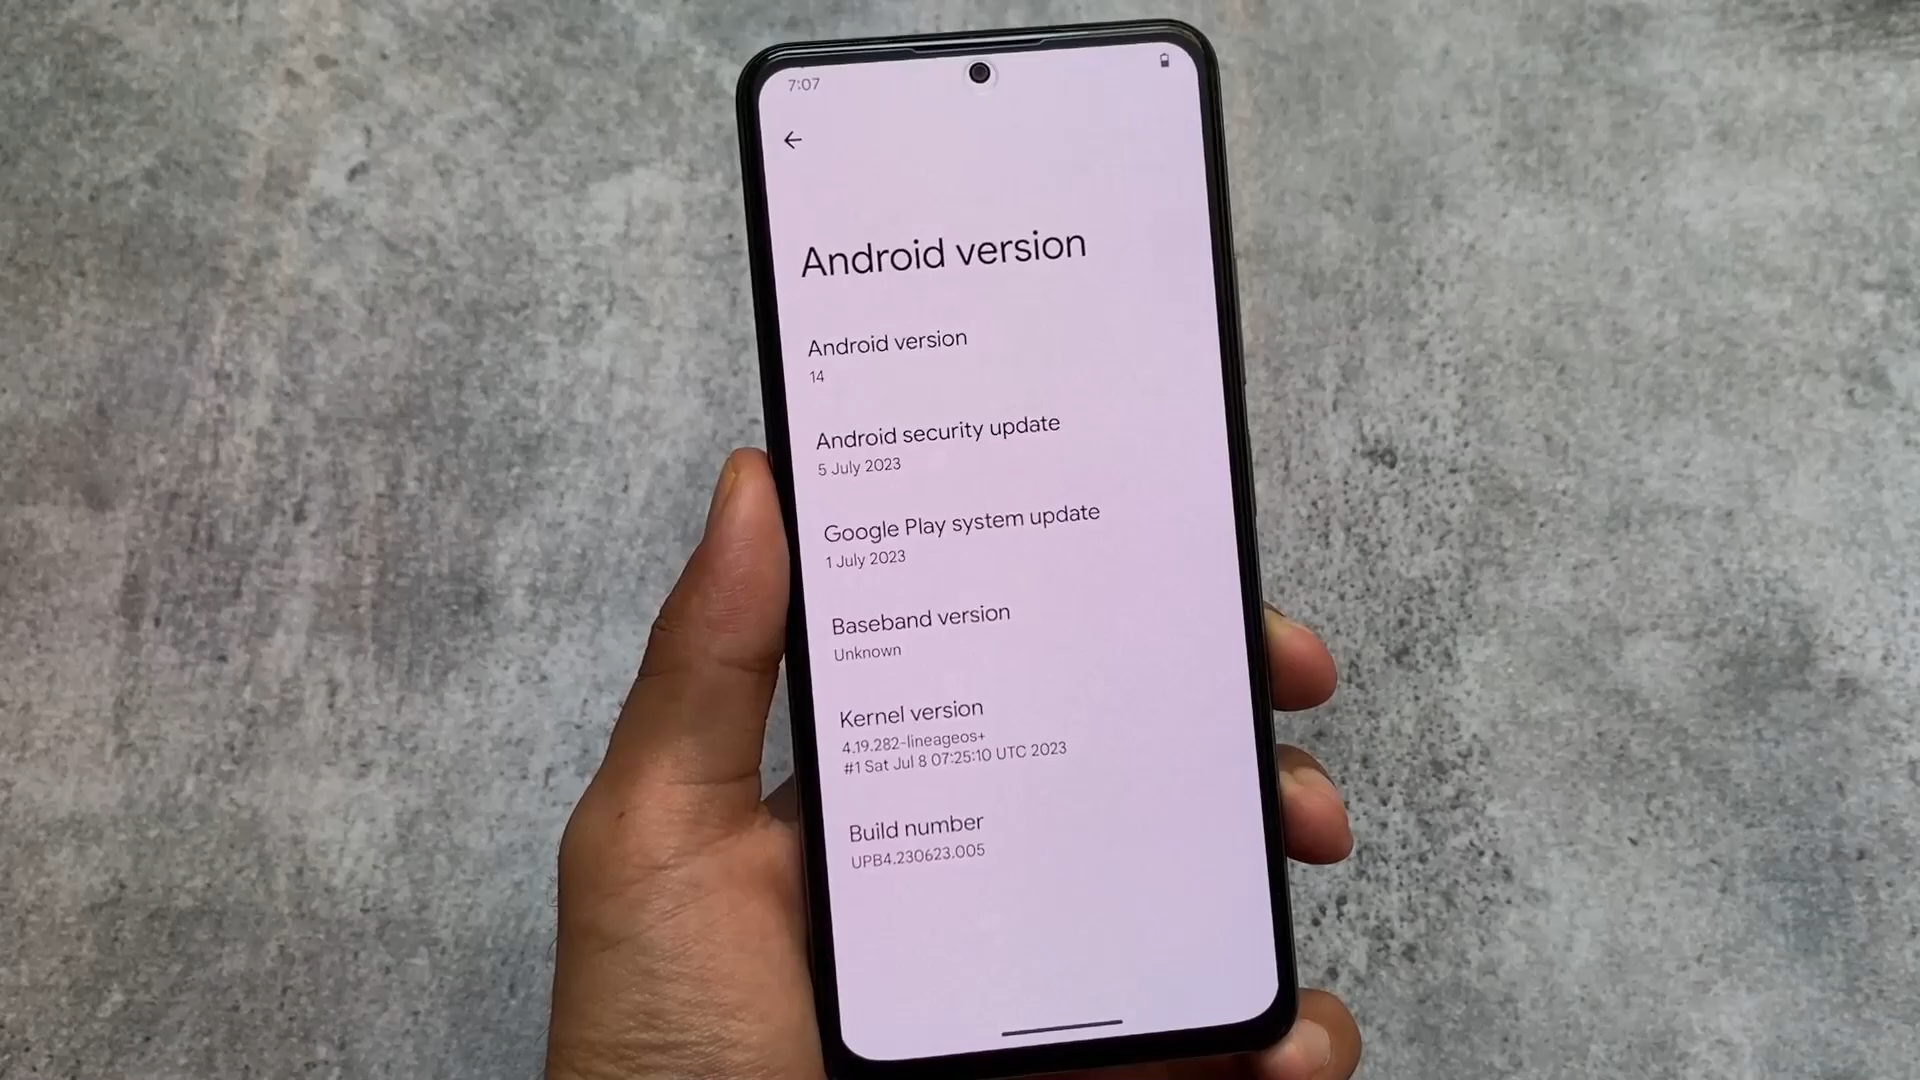 7:07
Android version
Android version
14
Android security update
5 July 2023
Google Play system update
1 July 2023
Baseband version
Unknown
Kernel version
4.19.282-lineageos+
#1 Sat Jul 8 07:25:10 UTC 2023
Build number
UPB4.230623.005